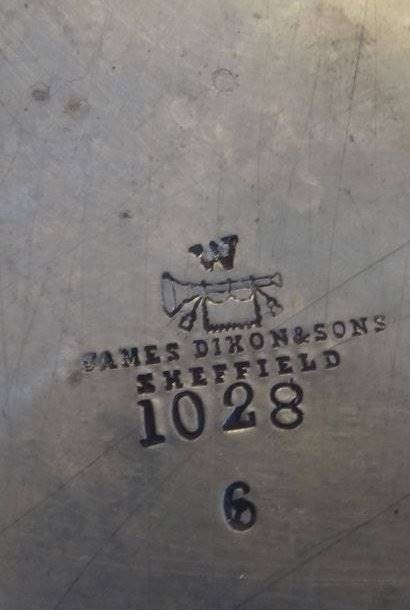 W
JAMES DIXON & SONS
SHEFFIELD
1028
6